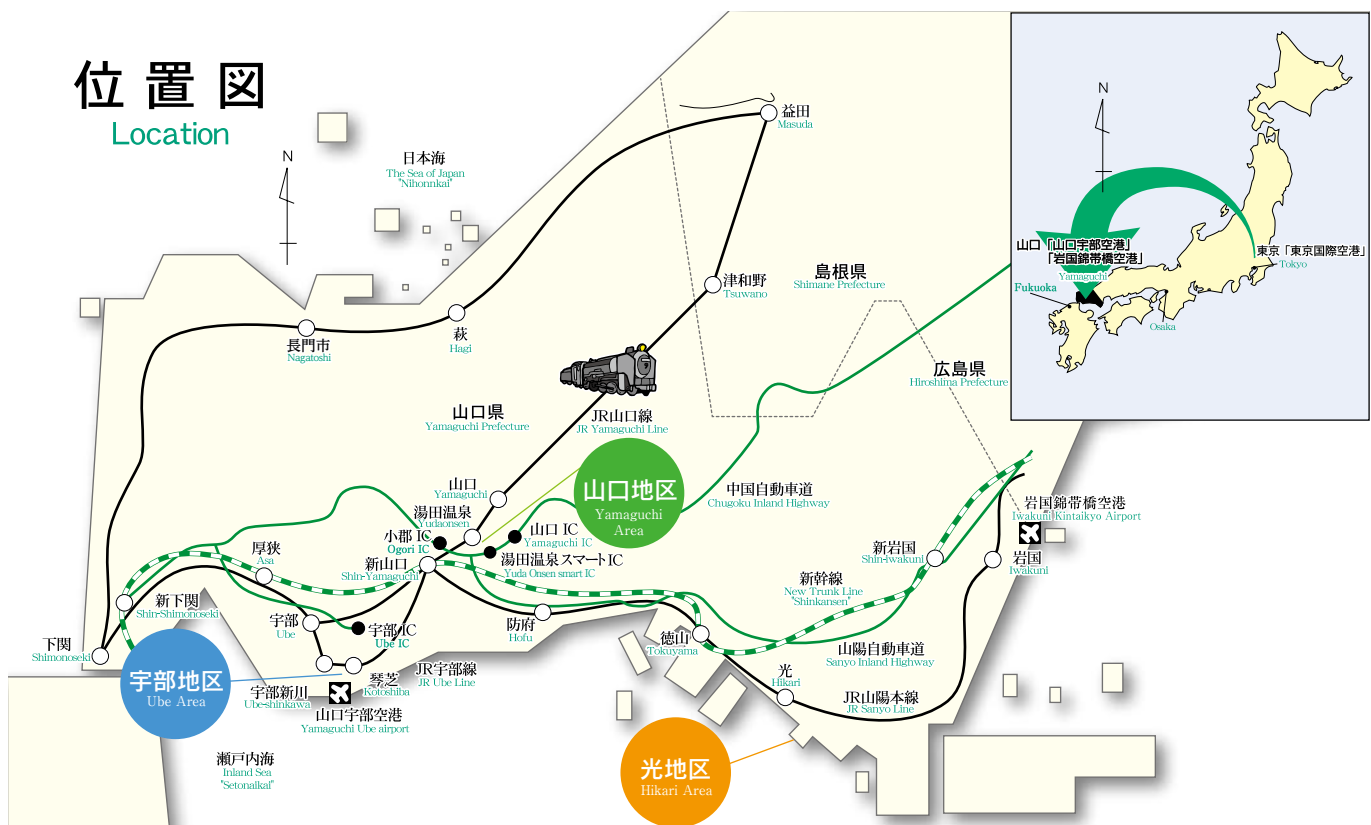 位置図
Location
N
日本海
The Sea of Japan
"Nihonnkai"
益田
Masuda
津和野
Tsuwano
島根県
Shimane Prefecture
広島県
Hiroshima Prefecture
長門市
Nagatoshi
萩
Hagi
山口県
Yamaguchi Prefecture
JR山口線
JR Yamaguchi Line
山口地区
Yamaguchi
Area
中国自動車道
Chugoku Inland Highway
山口
Yamaguchi
湯田温泉
Yudaonsen
小郡 IC
Ogori IC
山口 IC
Yamaguchi IC
湯田温泉スマート IC
Yuda Onsen smart IC
新山口
Shin-Yamaguchi
厚狭
Asa
新下関
Shin-Shimonoseki
下関
Shimonoseki
宇部
Ube
宇部 IC
Ube IC
防府
Hofu
宇部地区
Ube Area
宇部新川
Ube-shinkawa
琴芝
Kotoshiba
JR宇部線
JR Ube Line
山口宇部空港
Yamaguchi Ube airport
瀬戸内海
Inland Sea
"Setonaikai"
徳山
Tokuyama
光
Hikari
光地区
Hikari Area
新幹線
New Trunk Line
"Shinkansen"
山陽自動車道
Sanyo Inland Highway
JR山陽本線
JR Sanyo Line
新岩国
Shin-iwakuni
岩国
Iwakuni
岩国錦帯橋空港
Iwakuni Kintaikyo Airport
N
山口「山口宇部空港」
「岩国錦帯橋空港」
Yamaguchi
Fukuoka
Osaka
東京「東京国際空港」
Tokyo